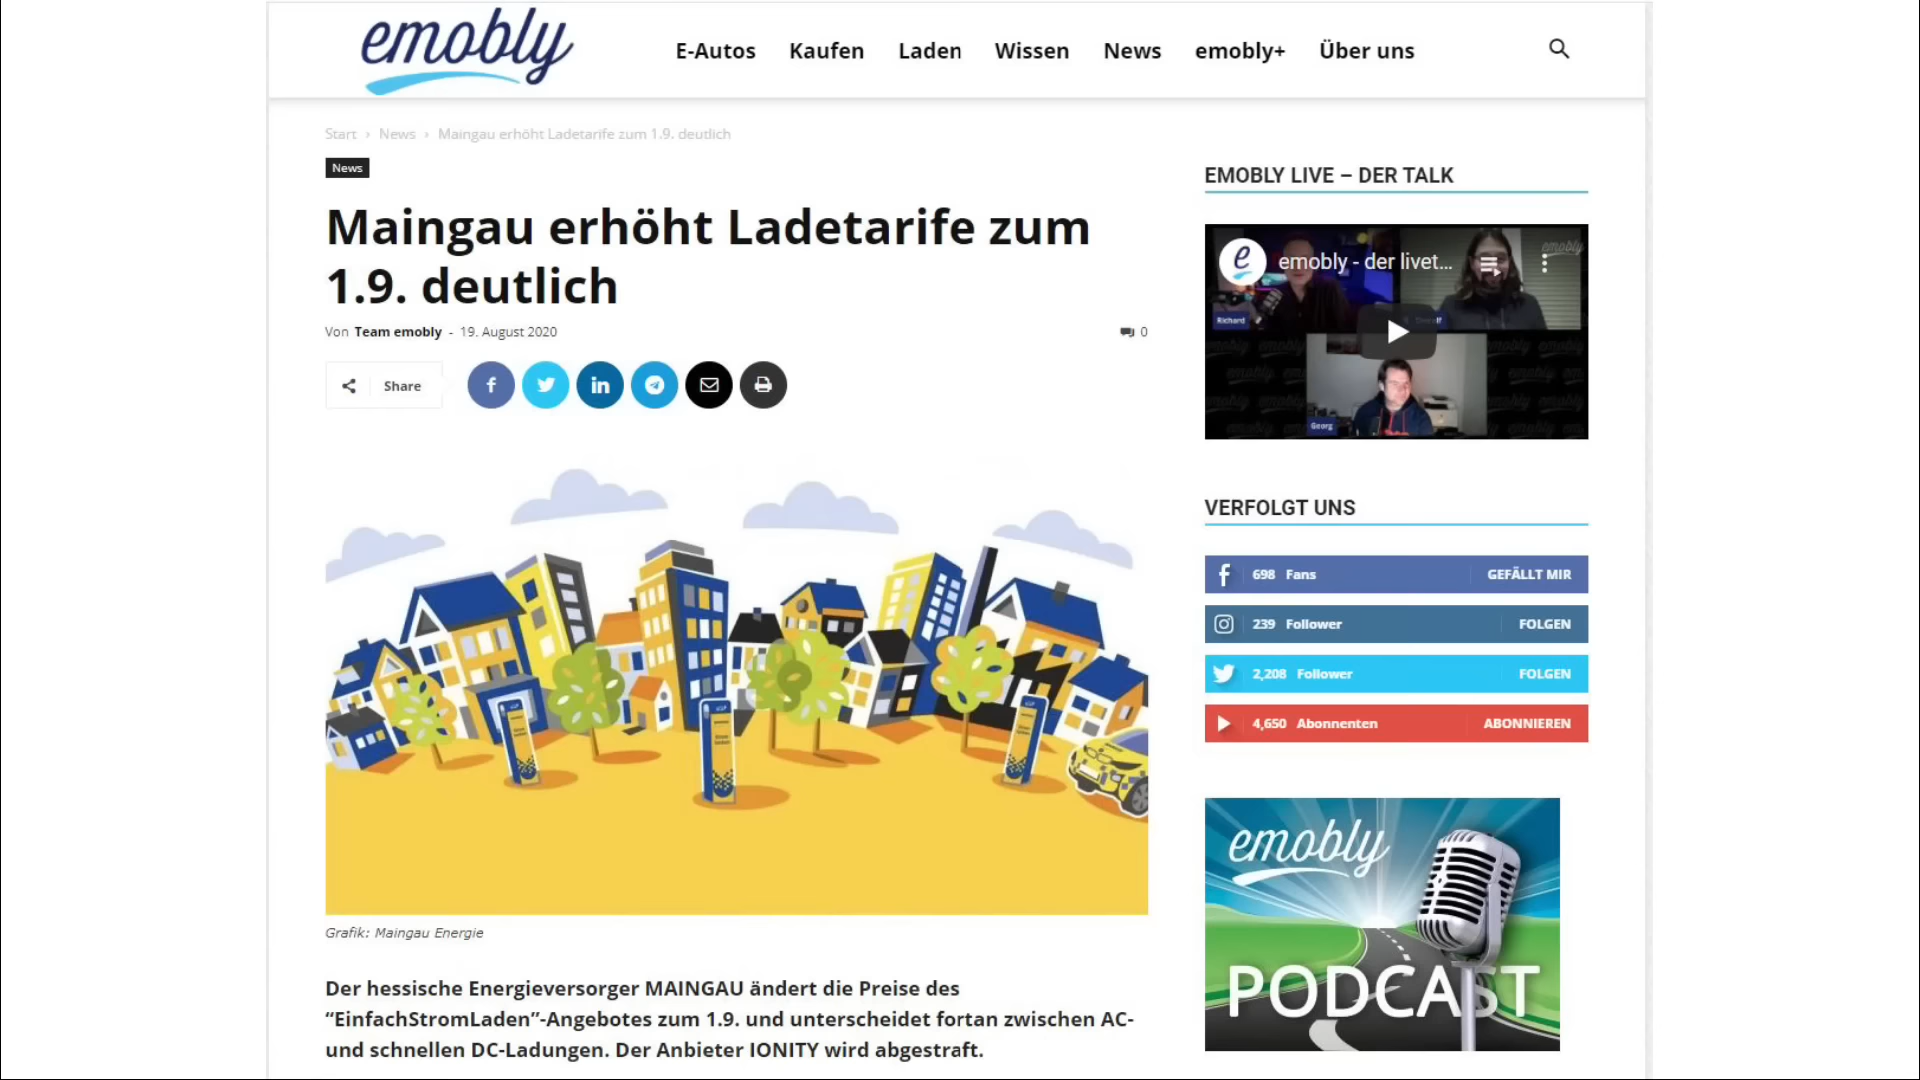 emobly
E-Autos Kaufen Laden Wissen News emobly+ Über uns
Start › News › Maingau erhöht Ladetarife zum 1.9. deutlich
News
Maingau erhöht Ladetarife zum
1.9. deutlich
Von Team emobly - 19. August 2020
0
Share
Grafik: Maingau Energie
Der hessische Energieversorger MAINGAU ändert die Preise des
“EinfachStromLaden”-Angebotes zum 1.9. und unterscheidet fortan zwischen AC-
und schnellen DC-Ladungen. Der Anbieter IONITY wird abgestraft.
EMOBLY LIVE – DER TALK
emobly - der livet...
emobly
Richard
Georg
VERFOLGT UNS
698 Fans GEFÄLLT MIR
239 Follower FOLGEN
2,208 Follower FOLGEN
4,650 Abonnenten ABONNIEREN
emobly
PODCAST